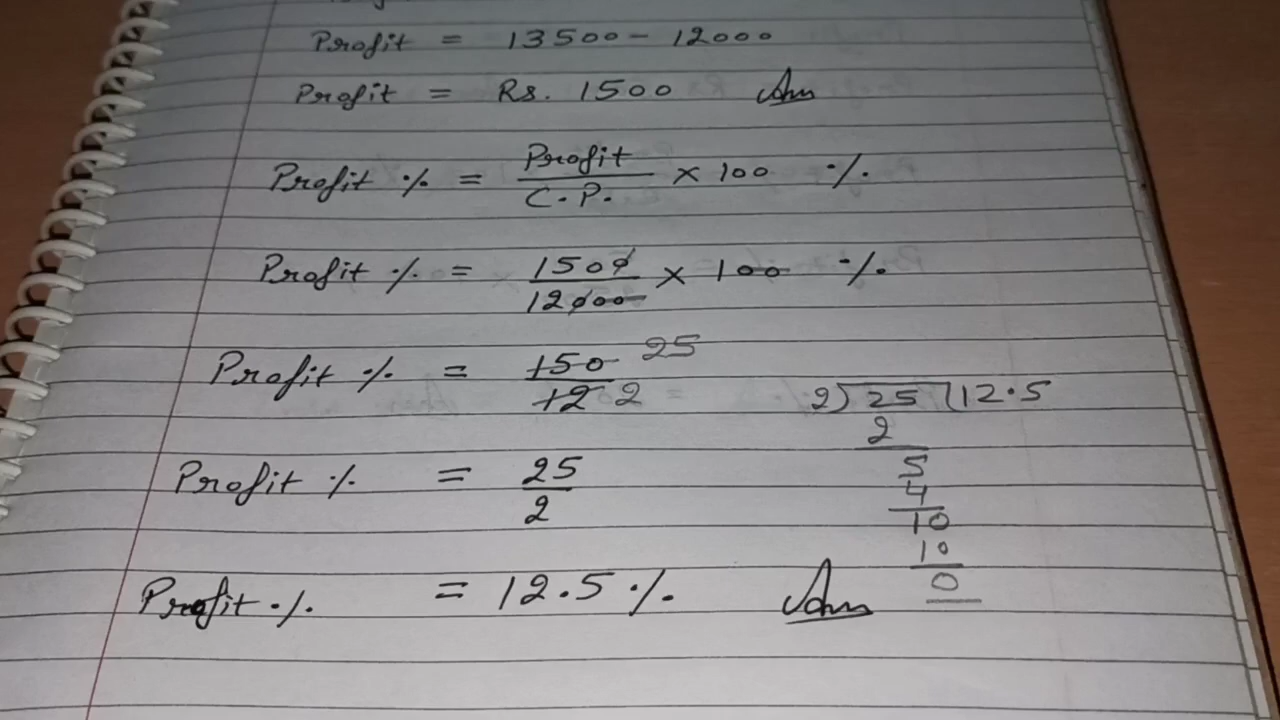 Profit = 13500 - 12000
Profit = Rs. 1500 Ans
Profit % = Profit / C.P. × 100 %
Profit % = 1500 / 12000 × 100 %
Profit % = 150 25 / 12 2
2) 25 (12.5
2
5
4
10
10
0
Profit % = 25 / 2
Profit % = 12.5 % Ans